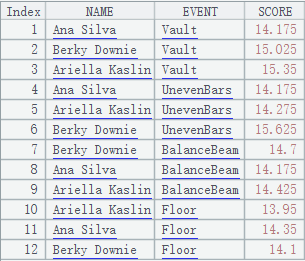 Index NAME EVENT SCORE
1 Ana Silva Vault 14.175
2 Berky Downie Vault 15.025
3 Ariella Kaslin Vault 15.35
4 Ana Silva UnevenBars 14.175
5 Ariella Kaslin UnevenBars 14.275
6 Berky Downie UnevenBars 15.625
7 Berky Downie BalanceBeam 14.7
8 Ana Silva BalanceBeam 14.175
9 Ariella Kaslin BalanceBeam 14.425
10 Ariella Kaslin Floor 13.95
11 Ana Silva Floor 14.35
12 Berky Downie Floor 14.1